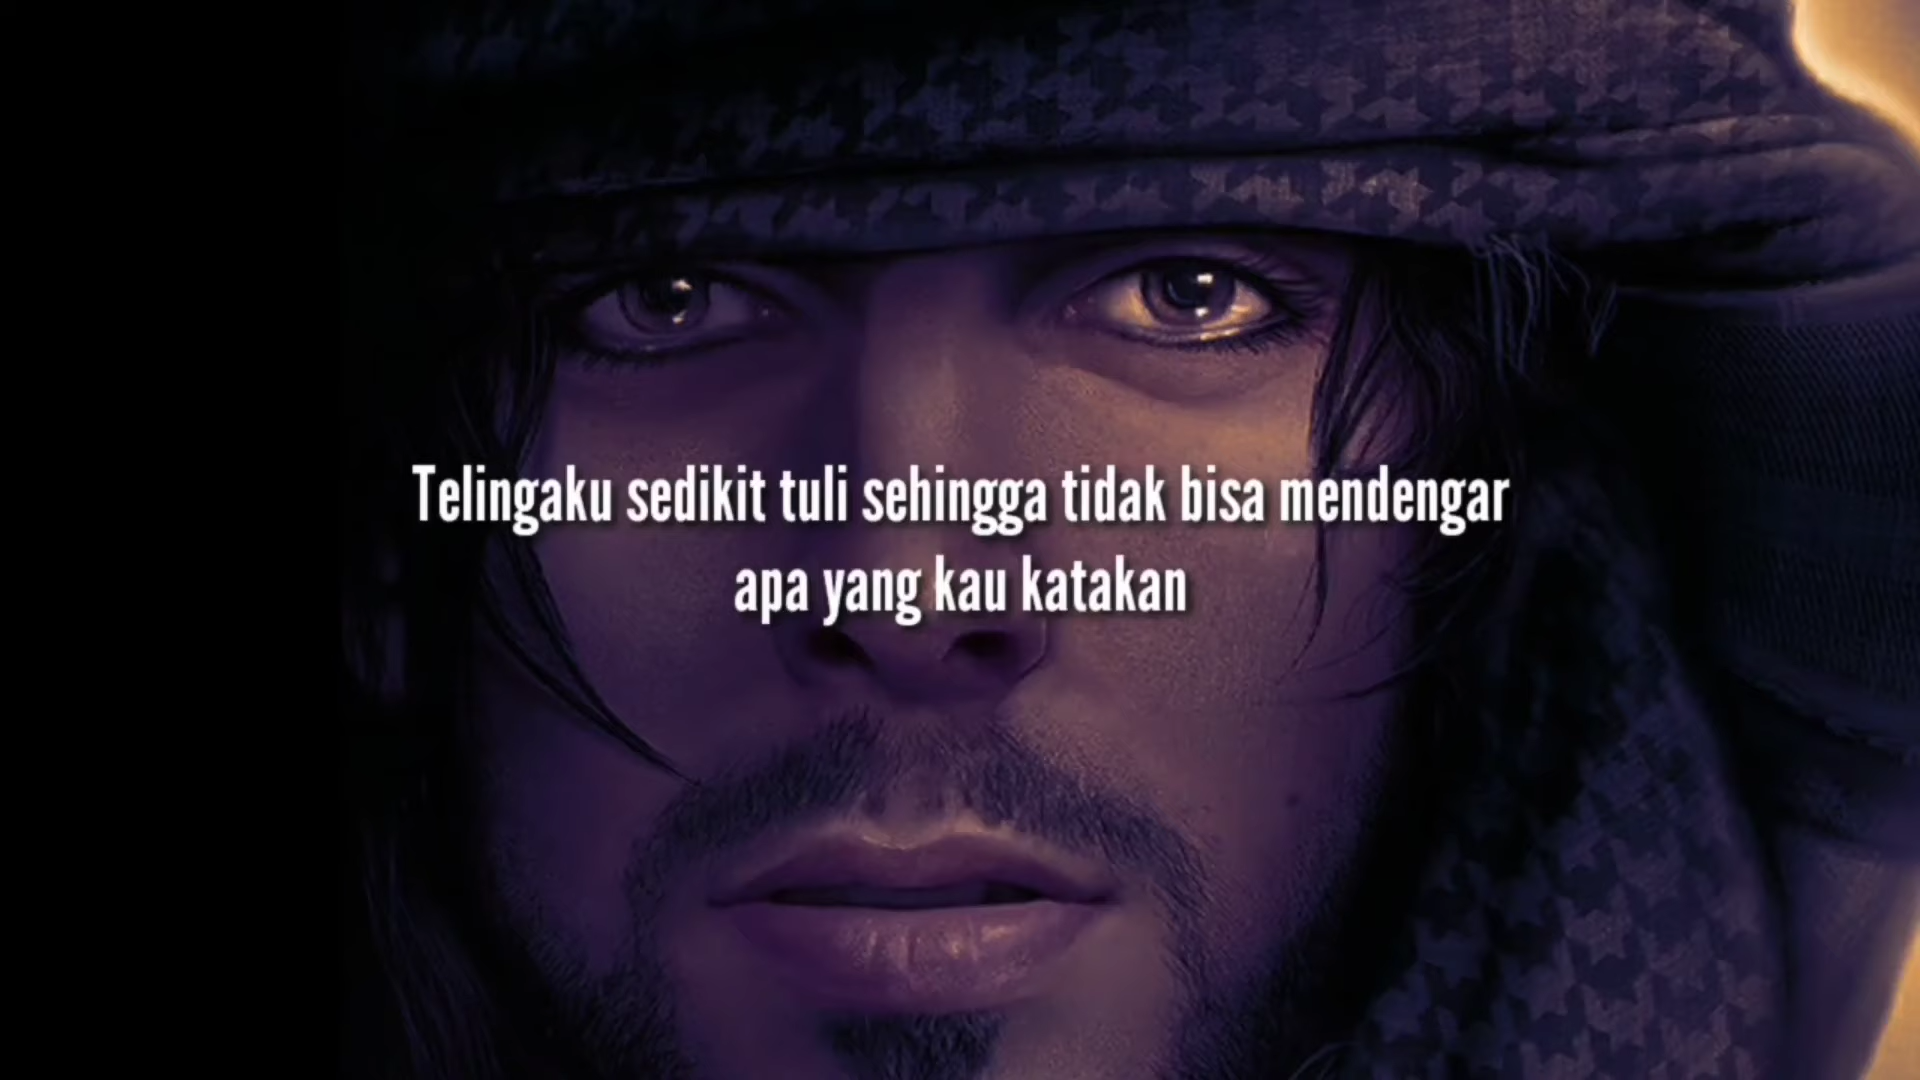 Telingaku sedikit tuli sehingga tidak bisa mendengar
apa yang kau katakan